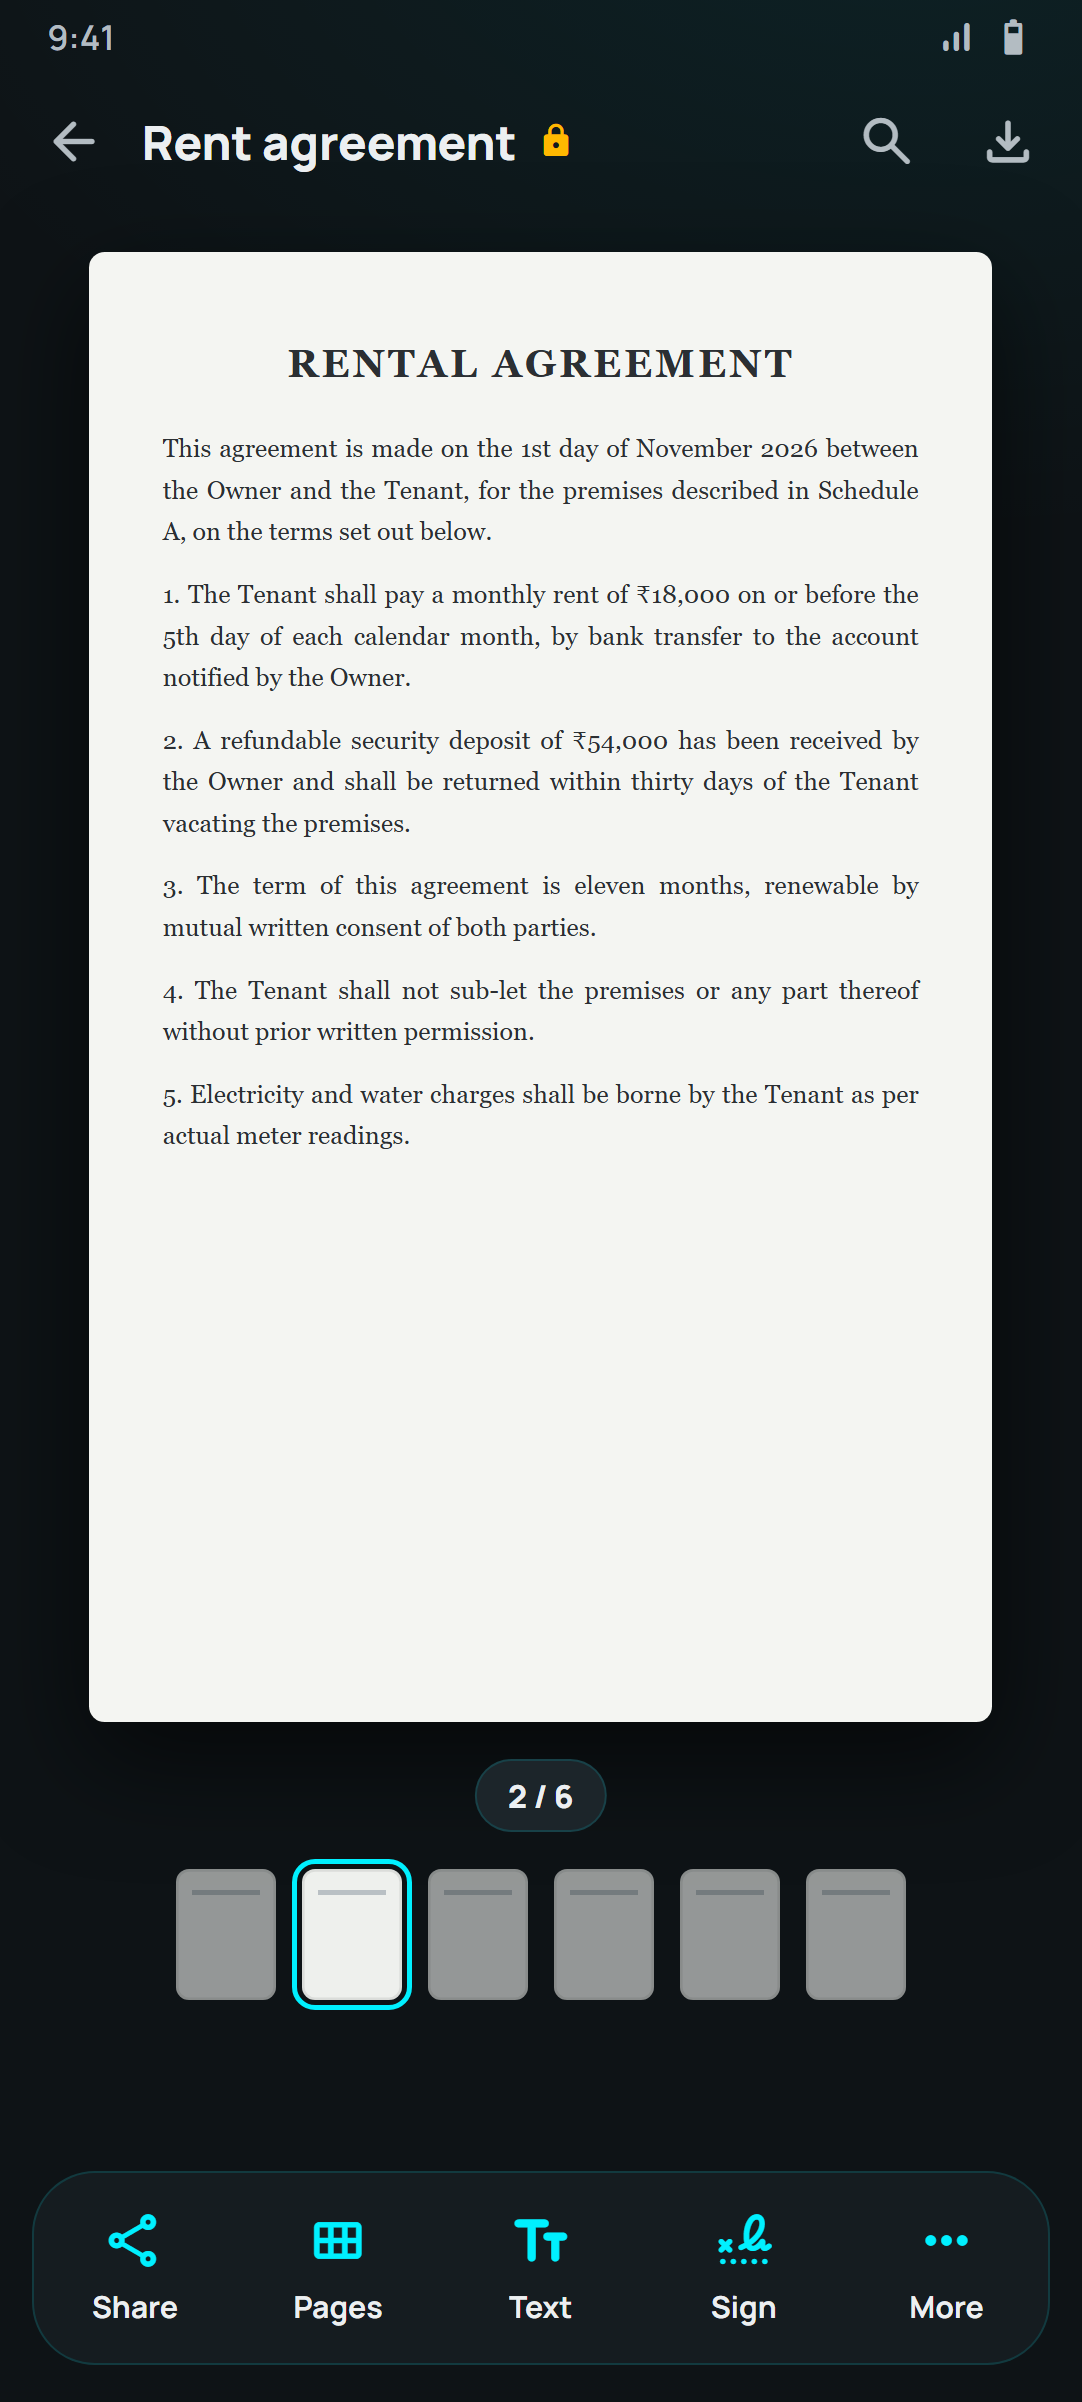 9:41
Rent agreement
RENTAL AGREEMENT
This agreement is made on the 1st day of November 2026 between
the Owner and the Tenant, for the premises described in Schedule
A, on the terms set out below.
1. The Tenant shall pay a monthly rent of ₹18,000 on or before the
5th day of each calendar month, by bank transfer to the account
notified by the Owner.
2. A refundable security deposit of ₹54,000 has been received by
the Owner and shall be returned within thirty days of the Tenant
vacating the premises.
3. The term of this agreement is eleven months, renewable by
mutual written consent of both parties.
4. The Tenant shall not sub-let the premises or any part thereof
without prior written permission.
5. Electricity and water charges shall be borne by the Tenant as per
actual meter readings.
2 / 6
Share Pages Text Sign More